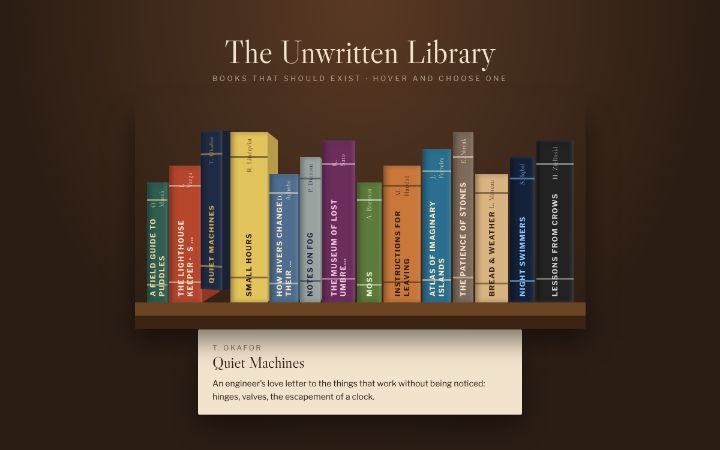 The Unwritten Library
BOOKS THAT SHOULD EXIST · HOVER AND CHOOSE ONE
A FIELD GUIDE TO
PUDDLES
THE LIGHTHOUSE
KEEPER'S S…
T. Okafor
QUIET MACHINES
R. Lindqvist
SMALL HOURS
HOW RIVERS CHANGE
THEIR …
NOTES ON FOG
THE MUSEUM OF LOST
UMBRE…
MOSS
INSTRUCTIONS FOR
LEAVING
ATLAS OF IMAGINARY
ISLANDS
THE PATIENCE OF STONES
BREAD & WEATHER
NIGHT SWIMMERS
LESSONS FROM CROWS
T. OKAFOR
Quiet Machines
An engineer's love letter to the things that work without being noticed:
hinges, valves, the escapement of a clock.